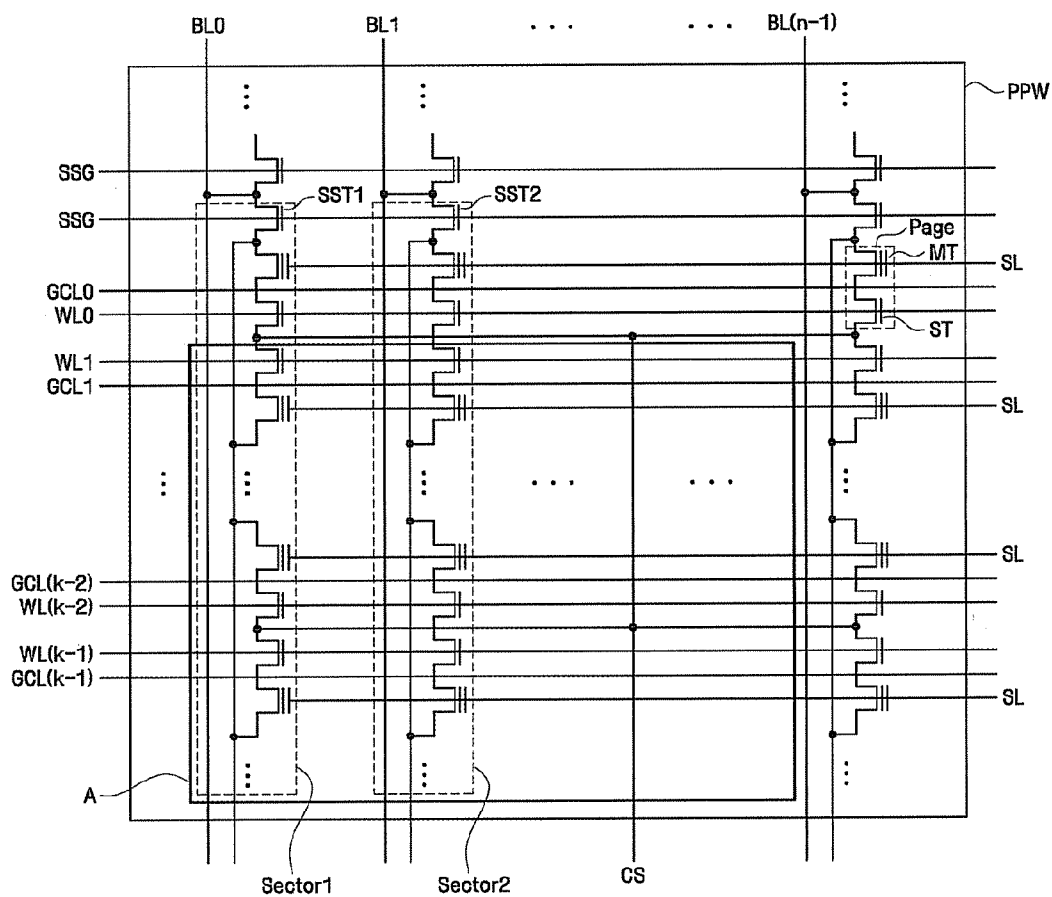 BL0
BL1
BL(n-1)
PPW
SSG
SST1
SST2
SSG
Page
MT
SL
GCL0
WL0
ST
WL1
GCL1
SL
SL
GCL(k-2)
WL(k-2)
WL(k-1)
GCL(k-1)
SL
A
Sector1
Sector2
CS